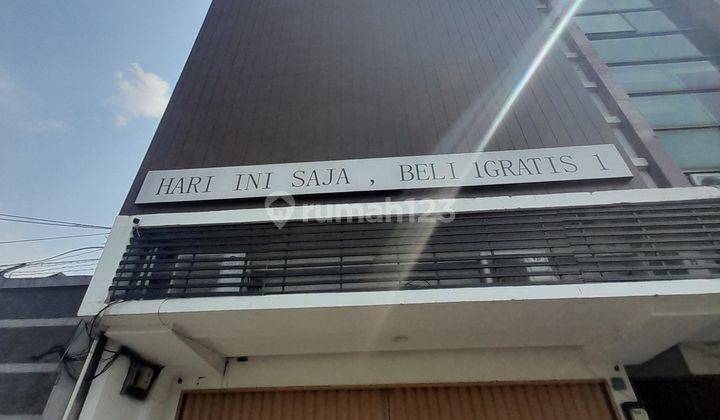 HARI INI SAJA , BELI 1GRATIS 1
rumah123